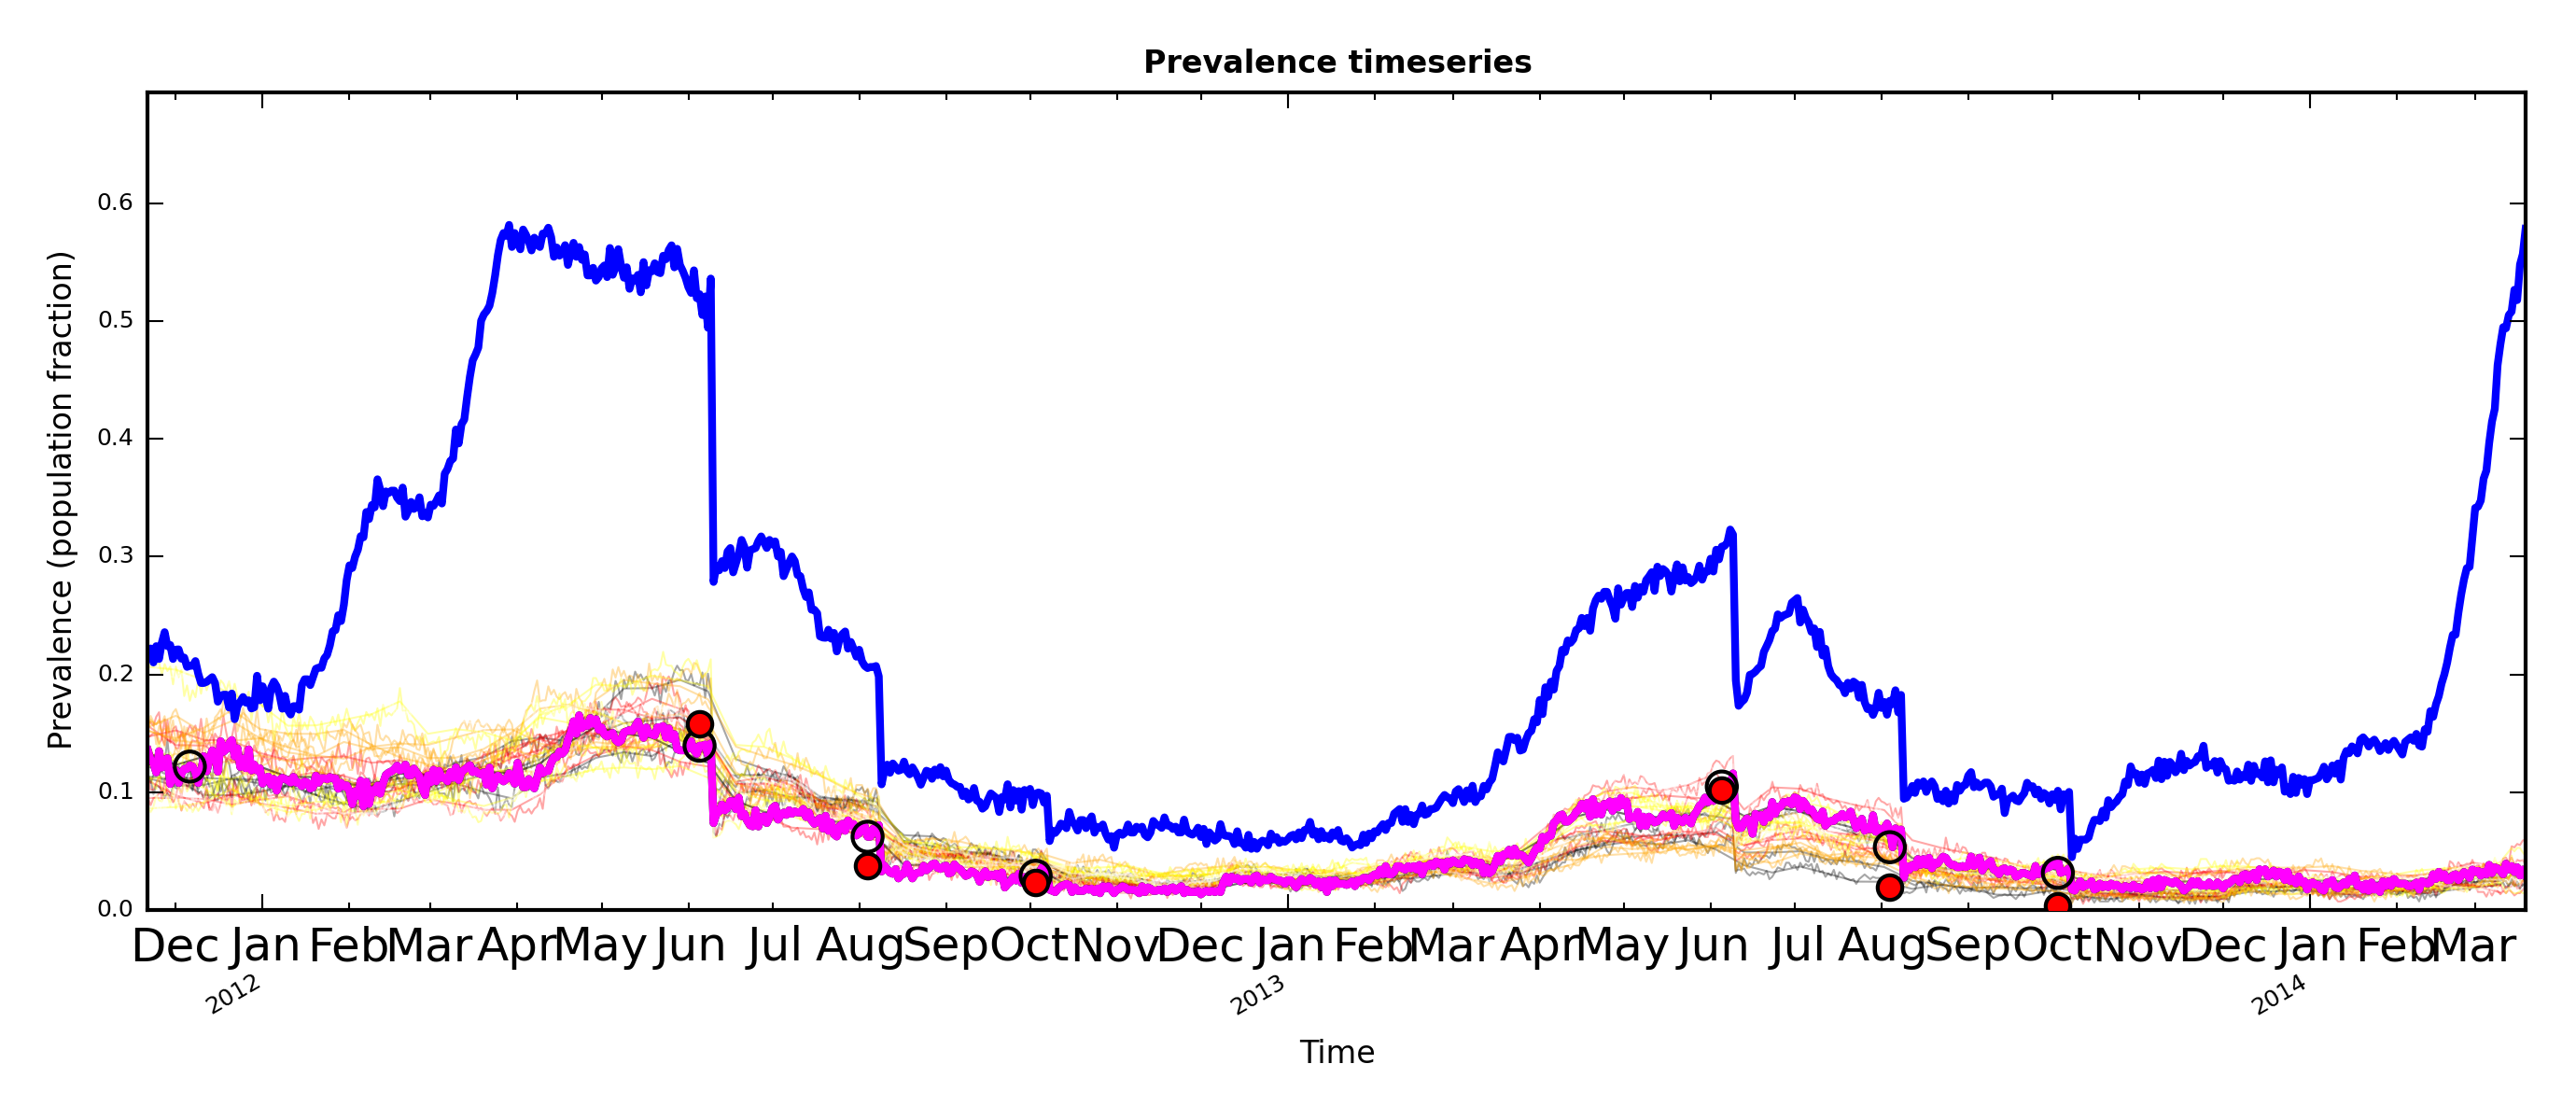 Prevalence timeseries
Prevalence (population fraction)
0.6
0.5
0.4
0.3
0.2
0.1
0.0
Dec Jan Feb Mar Apr May Jun Jul Aug Sep Oct Nov Dec Jan Feb Mar Apr May Jun Jul Aug Sep Oct Nov Dec Jan Feb Mar
2012 2013 2014
Time